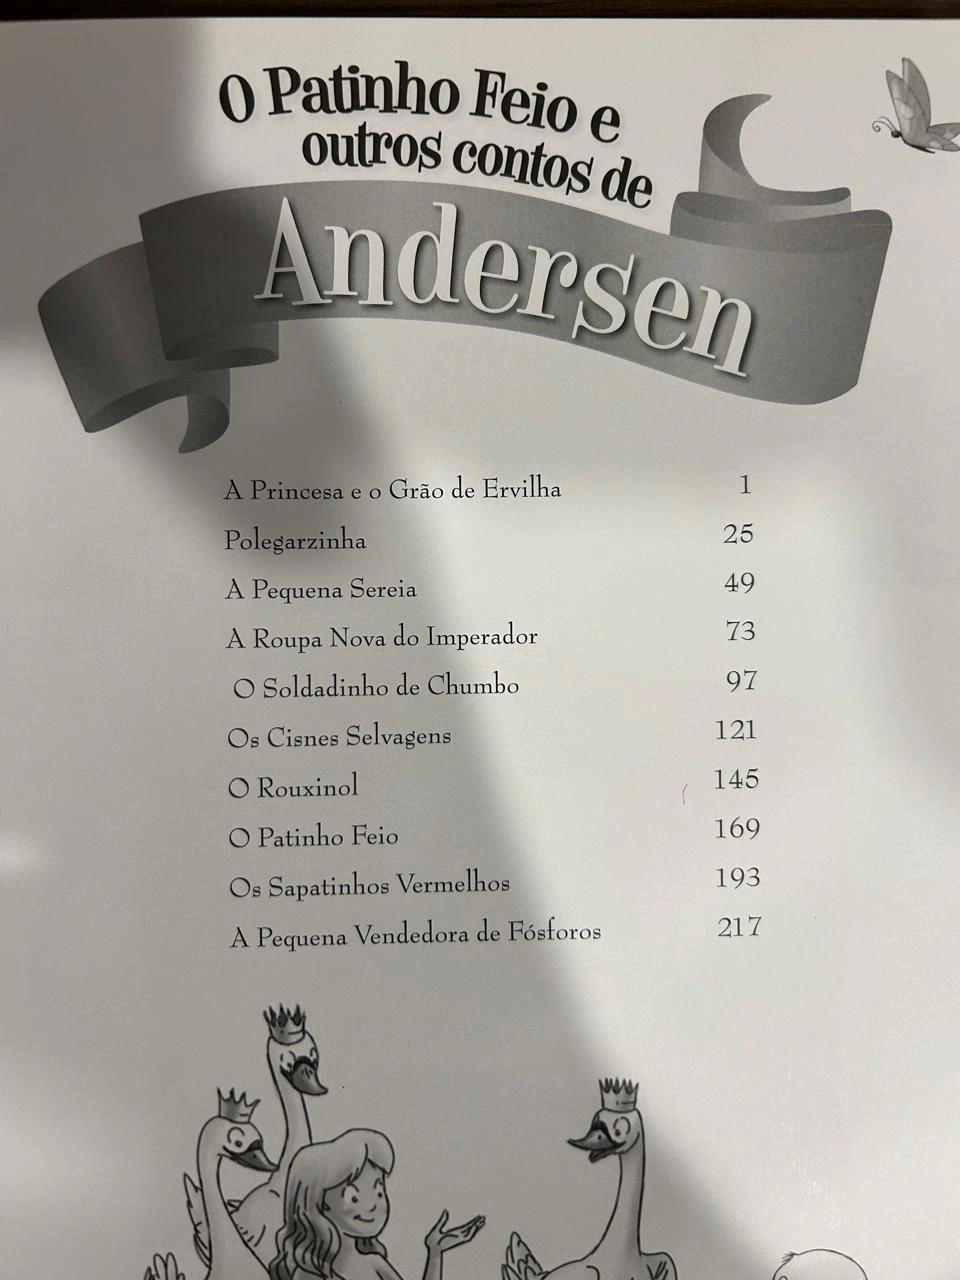 O Patinho Feio e
outros contos de
Andersen
A Princesa e o Grão de Ervilha 1
Polegarzinha 25
A Pequena Sereia 49
A Roupa Nova do Imperador 73
O Soldadinho de Chumbo 97
Os Cisnes Selvagens 121
O Rouxinol 145
O Patinho Feio 169
Os Sapatinhos Vermelhos 193
A Pequena Vendedora de Fósforos 217